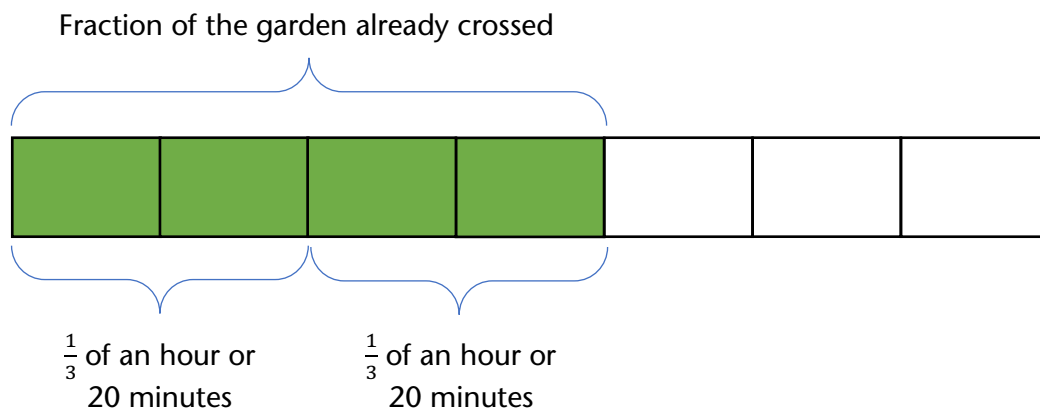 Fraction of the garden already crossed
1/3 of an hour or
20 minutes
1/3 of an hour or
20 minutes